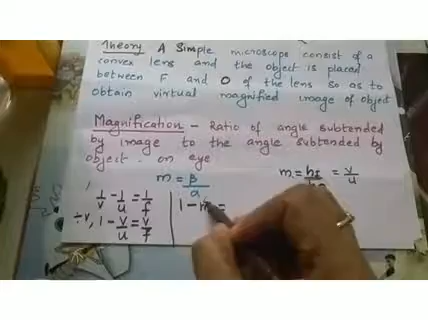 Theory A Simple microscope consist of a
convex lens and the object is placed
between F and O of the lens so as to
obtain virtual magnified image of object
Magnification - Ratio of angle subtended
by image to the angle subtended by
object on eye
m = β/α
m = hI/ho = v/u
1/v - 1/u = 1/f
÷v, 1 - v/u = v/f
1 - m =